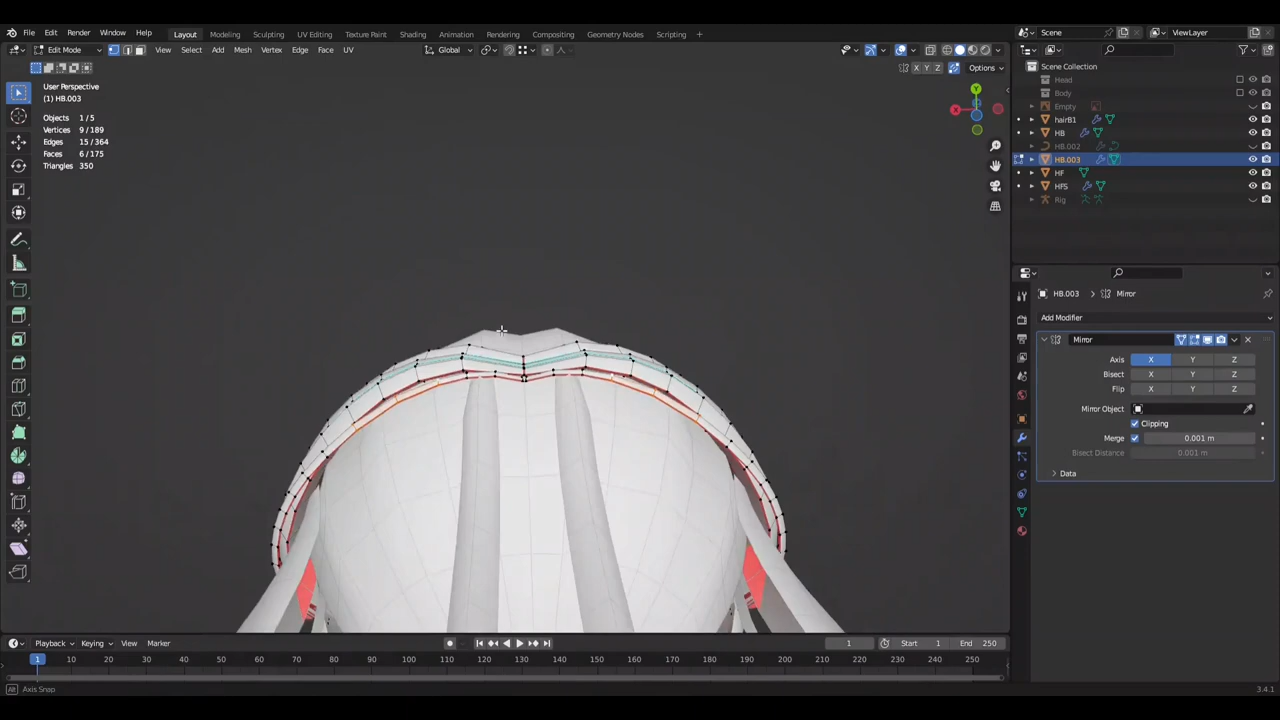 File Edit Render Window Help Layout Modeling Sculpting UV Editing Texture Paint Shading Animation Rendering Compositing Geometry Nodes Scripting Scene ViewLayer
Edit Mode View Select Add Mesh Vertex Edge Face UV Global
X Y Z Options
User Perspective
(1) HB.003
Objects 1/5
Vertices 9/189
Edges 15/364
Faces 6/175
Triangles 350
X
Y
Scene Collection
Head
Body
Empty
hairB1
HB
HB.002
HB.003
HF
HFS
Rig
HB.003 Mirror
Add Modifier
Mirror
Axis X Y Z
Bisect X Y Z
Flip X Y Z
Mirror Object
Clipping
Merge 0.001 m
Bisect Distance 0.001 m
Data
Playback Keying View Marker 1 Start 1 End 250
1 10 20 30 40 50 60 70 80 90 100 110 120 130 140 150 160 170 180 190 200 210 220 230 240 250
Alt Axis Snap 3.4.1